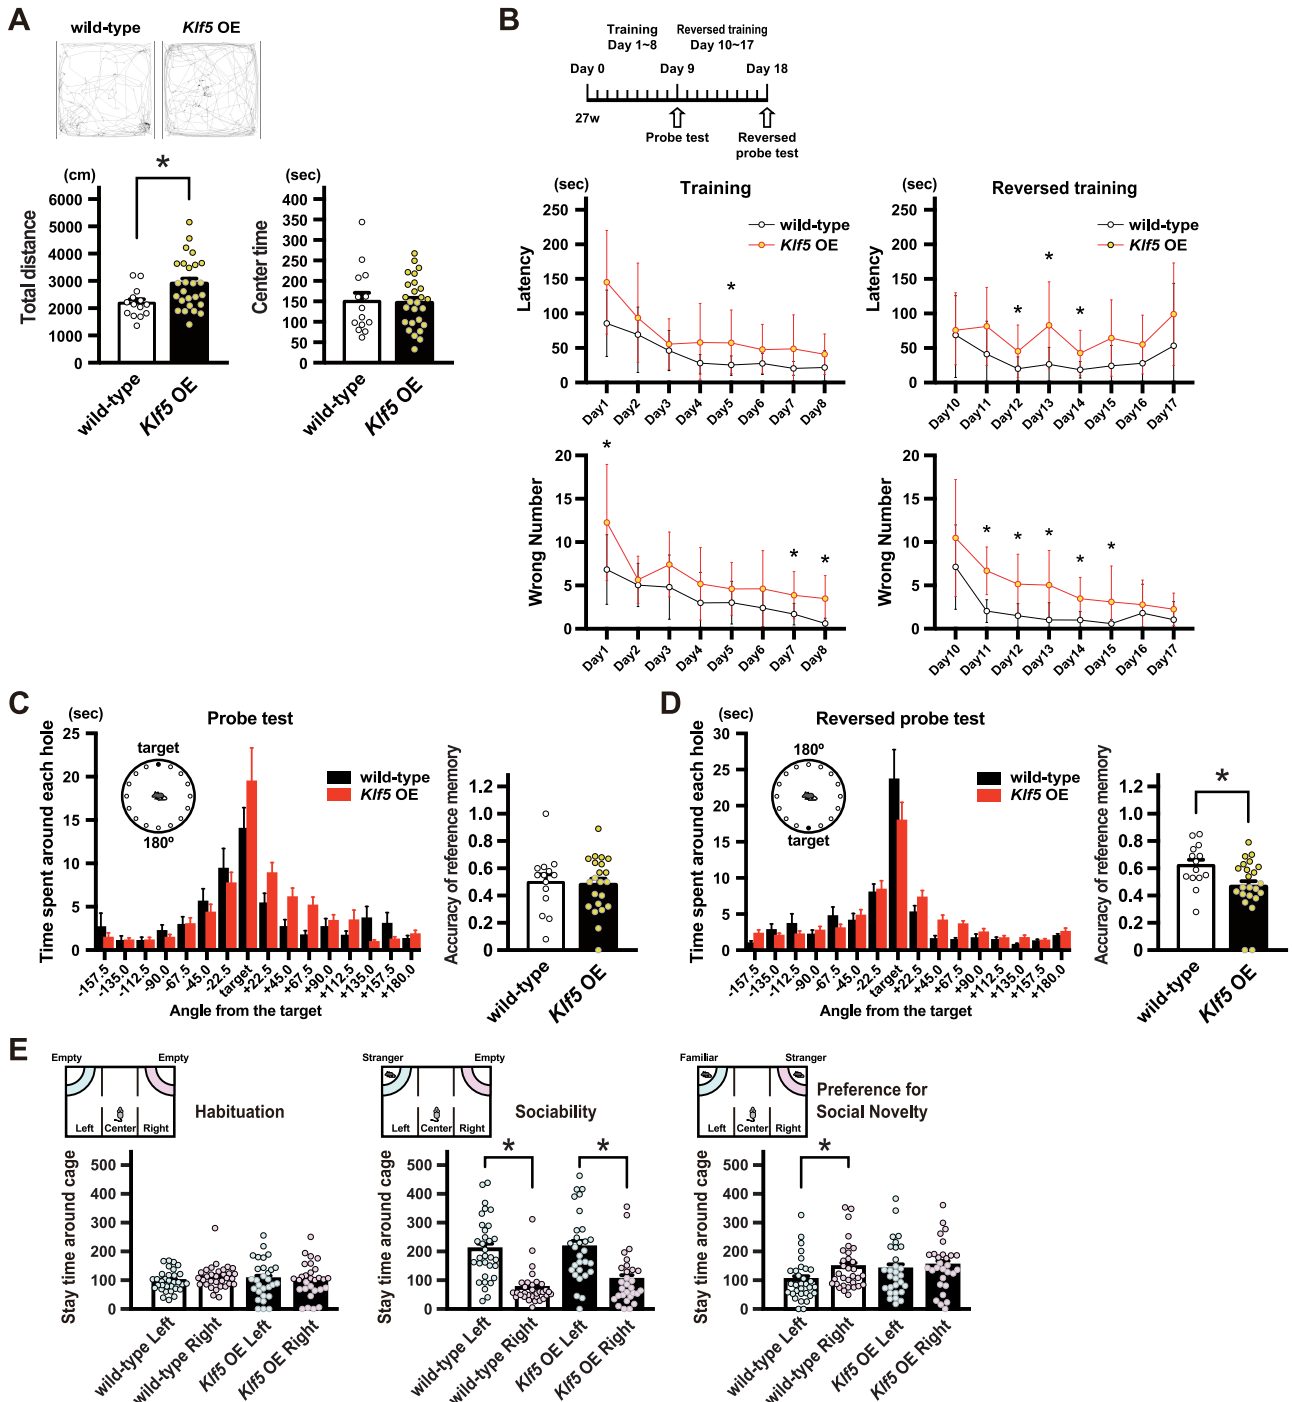 A
wild-type
Klf5 OE
(cm)
*
Total distance
6000
5000
4000
3000
2000
1000
0
wild-type
Klf5 OE
(sec)
Center time
400
350
300
250
200
150
100
50
0
wild-type
Klf5 OE
B
Training
Day 1~8
Reversed training
Day 10~17
Day 0
Day 9
Day 18
27w
Probe test
Reversed
probe test
(sec)
Training
Latency
250
200
150
100
50
0
wild-type
Klf5 OE
*
Day1
Day2
Day3
Day4
Day5
Day6
Day7
Day8
(sec)
Reversed training
Latency
250
200
150
100
50
0
wild-type
Klf5 OE
* * *
Day10
Day11
Day12
Day13
Day14
Day15
Day16
Day17
Wrong Number
20
15
10
5
0
* * *
Day1
Day2
Day3
Day4
Day5
Day6
Day7
Day8
Wrong Number
20
15
10
5
0
* * * * *
Day10
Day11
Day12
Day13
Day14
Day15
Day16
Day17
C
(sec)
Probe test
Time spent around each hole
25
20
15
10
5
0
target
180º
wild-type
Klf5 OE
-157.5
-135.0
-112.5
-90.0
-67.5
-45.0
-22.5
target
+22.5
+45.0
+67.5
+90.0
+112.5
+135.0
+157.5
+180.0
Angle from the target
Accuracy of reference memory
1.2
1.0
0.8
0.6
0.4
0.2
0
wild-type
Klf5 OE
D
(sec)
Reversed probe test
Time spent around each hole
30
25
20
15
10
5
0
180º
target
wild-type
Klf5 OE
-157.5
-135.0
-112.5
-90.0
-67.5
-45.0
-22.5
target
+22.5
+45.0
+67.5
+90.0
+112.5
+135.0
+157.5
+180.0
Angle from the target
Accuracy of reference memory
1.2
1.0
0.8
0.6
0.4
0.2
0
*
wild-type
Klf5 OE
E
Empty
Empty
Left
Center
Right
Habituation
Stay time around cage
500
400
300
200
100
0
wild-type Left
wild-type Right
Klf5 OE Left
Klf5 OE Right
Stranger
Empty
Left
Center
Right
Sociability
Stay time around cage
500
400
300
200
100
0
*
*
wild-type Left
wild-type Right
Klf5 OE Left
Klf5 OE Right
Familiar
Stranger
Left
Center
Right
Preference for
Social Novelty
Stay time around cage
500
400
300
200
100
0
*
wild-type Left
wild-type Right
Klf5 OE Left
Klf5 OE Right